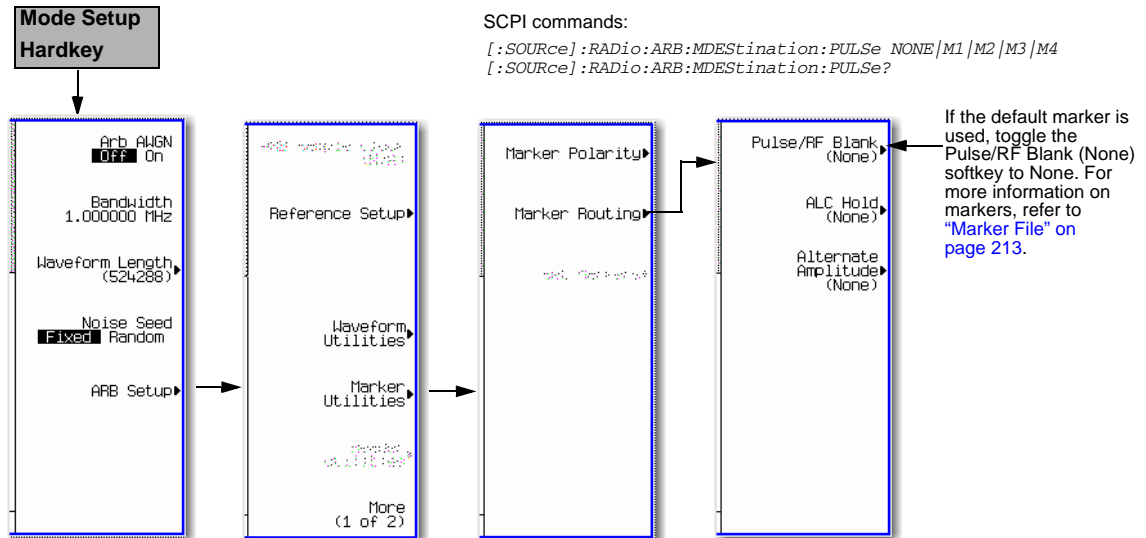 Mode Setup
Hardkey
SCPI commands:
[:SOURce]:RADio:ARB:MDEStination:PULSe NONE|M1|M2|M3|M4
[:SOURce]:RADio:ARB:MDEStination:PULSe?
Arb AWGN
Off On
Bandwidth
1.000000 MHz
Waveform Length
(524288)
Noise Seed
Fixed Random
ARB Setup
Reference Setup
Waveform
Utilities
Marker
Utilities
More
(1 of 2)
Marker Polarity
Marker Routing
Pulse/RF Blank
(None)
ALC Hold
(None)
Alternate
Amplitude
(None)
If the default marker is
used, toggle the
Pulse/RF Blank (None)
softkey to None. For
more information on
markers, refer to
“Marker File” on
page 213.